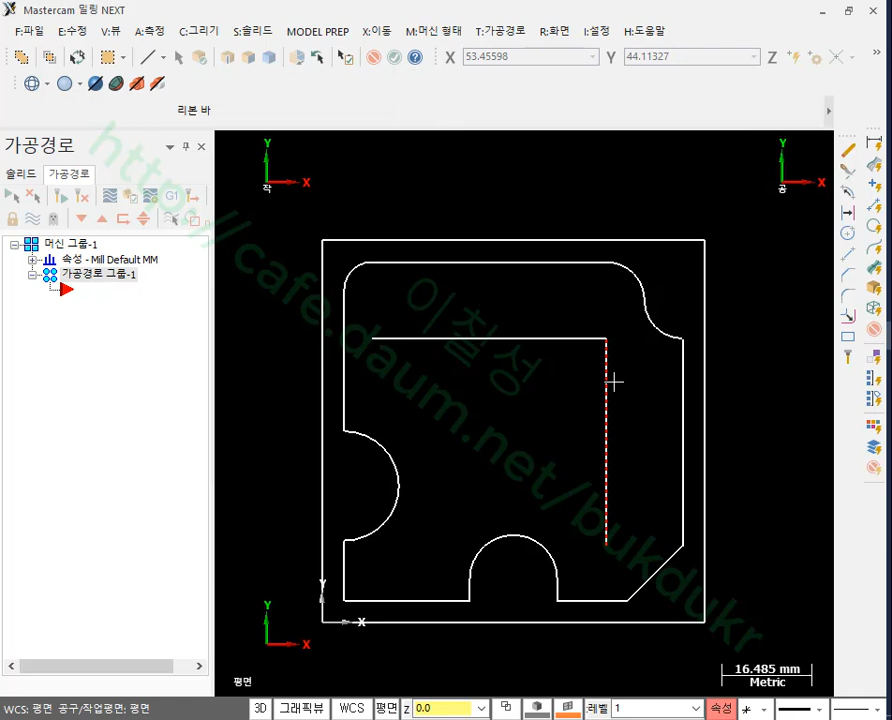 Mastercam 밀링 NEXT
F:파일 E:수정 V:뷰 A:측정 C:그리기 S:솔리드 MODEL PREP X:이동 M:머신 형태 T:가공경로 R:화면 I:설정 H:도움말
X 53.45598 Y 44.11327 Z
리본 바
가공경로
솔리드 가공경로
G1
머신 그룹-1
속성 - Mill Default MM
가공경로 그룹-1
Y
X
Y
X
http://cafe.daum.net/bukdukr
이철성
Y
X
Y
X
평면
16.485 mm
Metric
WCS: 평면 공구/작업평면: 평면 3D 그래픽뷰 WCS 평면 Z 0.0 레벨 1 속성